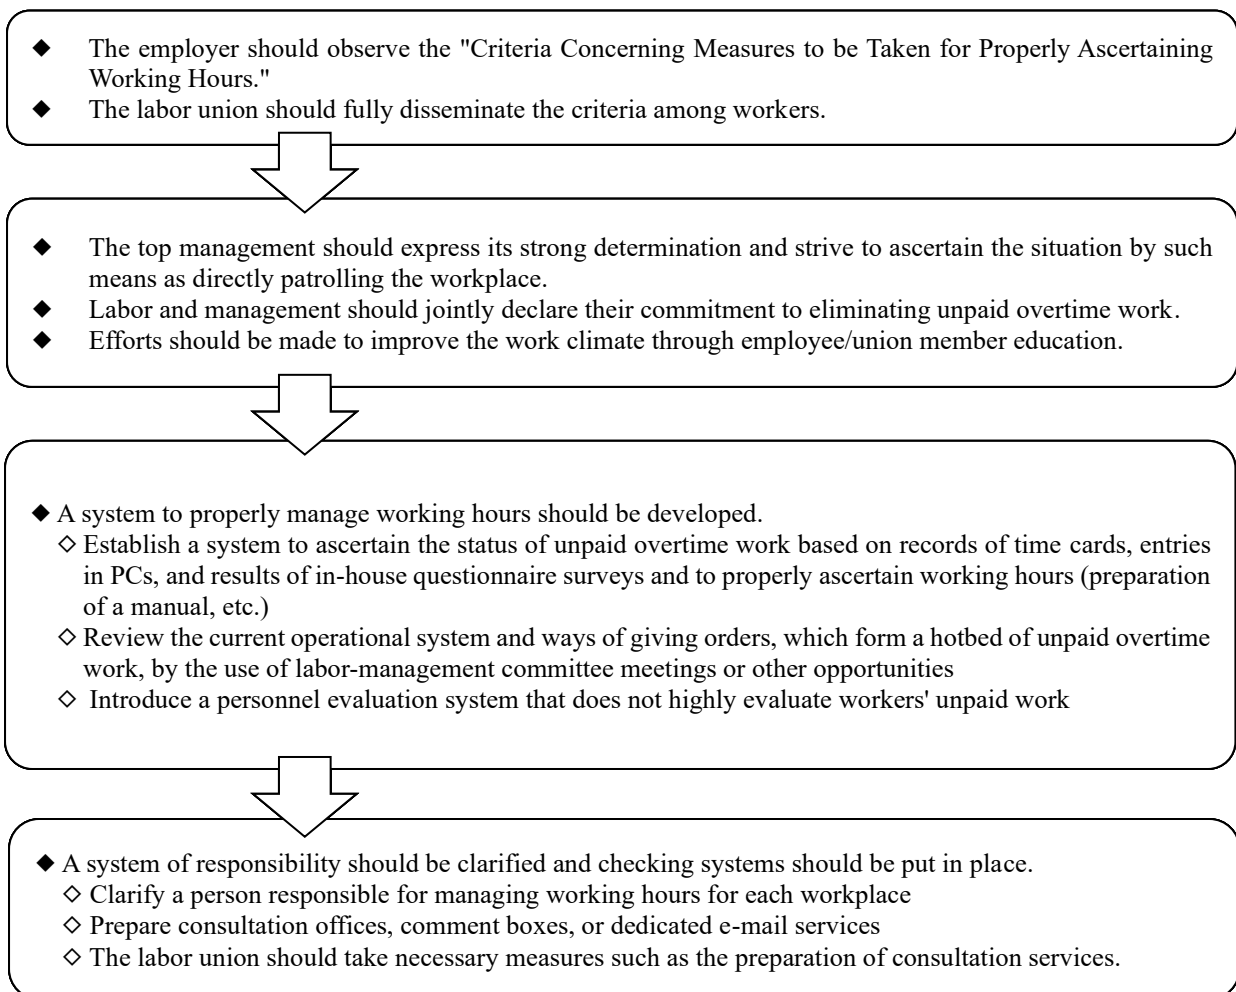 ◆ The employer should observe the "Criteria Concerning Measures to be Taken for Properly Ascertaining
Working Hours."
◆ The labor union should fully disseminate the criteria among workers.
◆ The top management should express its strong determination and strive to ascertain the situation by such
means as directly patrolling the workplace.
◆ Labor and management should jointly declare their commitment to eliminating unpaid overtime work.
◆ Efforts should be made to improve the work climate through employee/union member education.
◆ A system to properly manage working hours should be developed.
◇ Establish a system to ascertain the status of unpaid overtime work based on records of time cards, entries
in PCs, and results of in-house questionnaire surveys and to properly ascertain working hours (preparation
of a manual, etc.)
◇ Review the current operational system and ways of giving orders, which form a hotbed of unpaid overtime
work, by the use of labor-management committee meetings or other opportunities
◇ Introduce a personnel evaluation system that does not highly evaluate workers' unpaid work
◆ A system of responsibility should be clarified and checking systems should be put in place.
◇ Clarify a person responsible for managing working hours for each workplace
◇ Prepare consultation offices, comment boxes, or dedicated e-mail services
◇ The labor union should take necessary measures such as the preparation of consultation services.